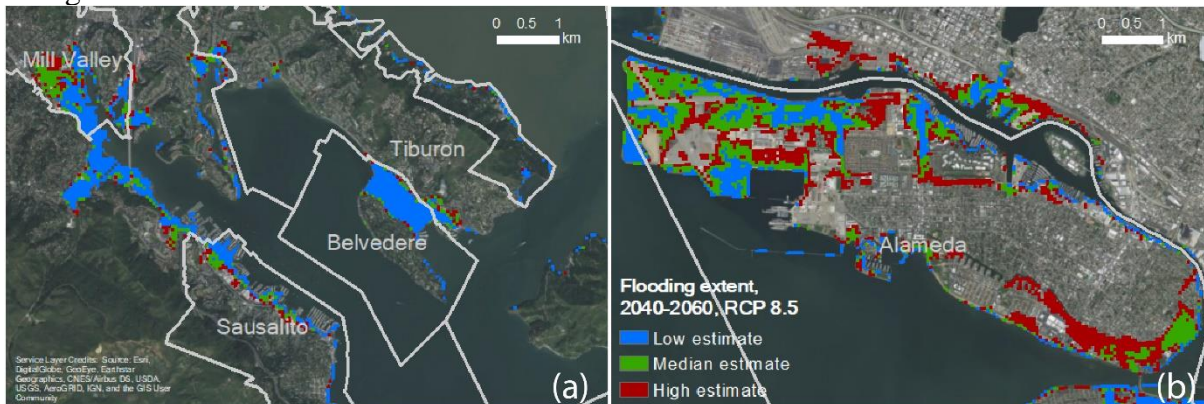 0 0.5 1
km
Mill Valley
Tiburon
Belvedere
Sausalito
Service Layer Credits: Source: Esri,
DigitalGlobe, GeoEye, Earthstar
Geographics, CNES/Airbus DS, USDA,
USGS, AeroGRID, IGN, and the GIS User
Community
(a)
0 0.5 1
km
Alameda
Flooding extent,
2040-2060, RCP 8.5
Low estimate
Median estimate
High estimate
(b)